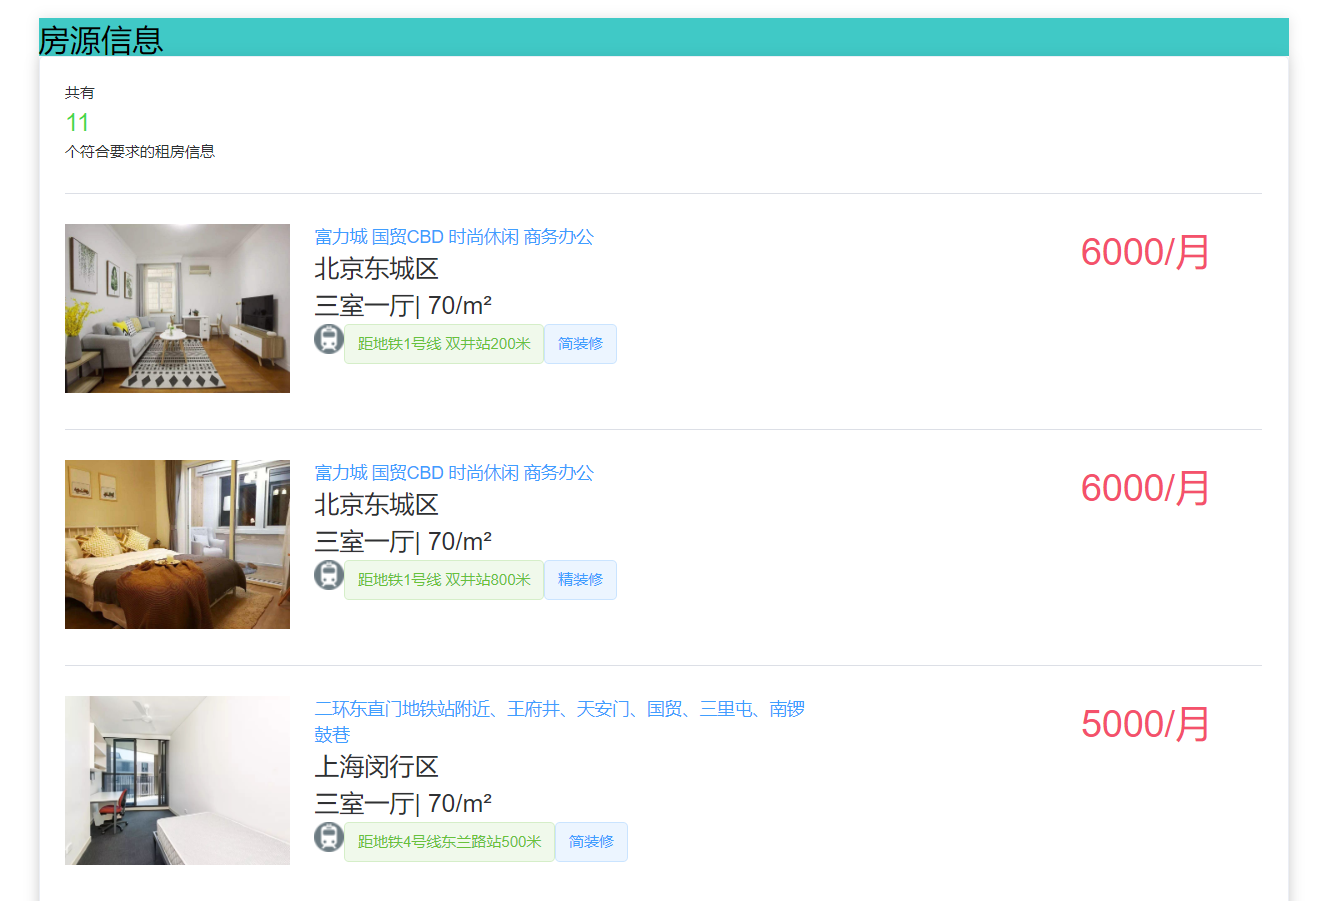 房源信息
共有
11
个符合要求的租房信息
富力城 国贸CBD 时尚休闲 商务办公
6000/月
北京东城区
三室一厅| 70/m²
距地铁1号线 双井站200米 简装修
富力城 国贸CBD 时尚休闲 商务办公
6000/月
北京东城区
三室一厅| 70/m²
距地铁1号线 双井站800米 精装修
二环东直门地铁站附近、王府井、天安门、国贸、三里屯、南锣
鼓巷
5000/月
上海闵行区
三室一厅| 70/m²
距地铁4号线东兰路站500米 简装修